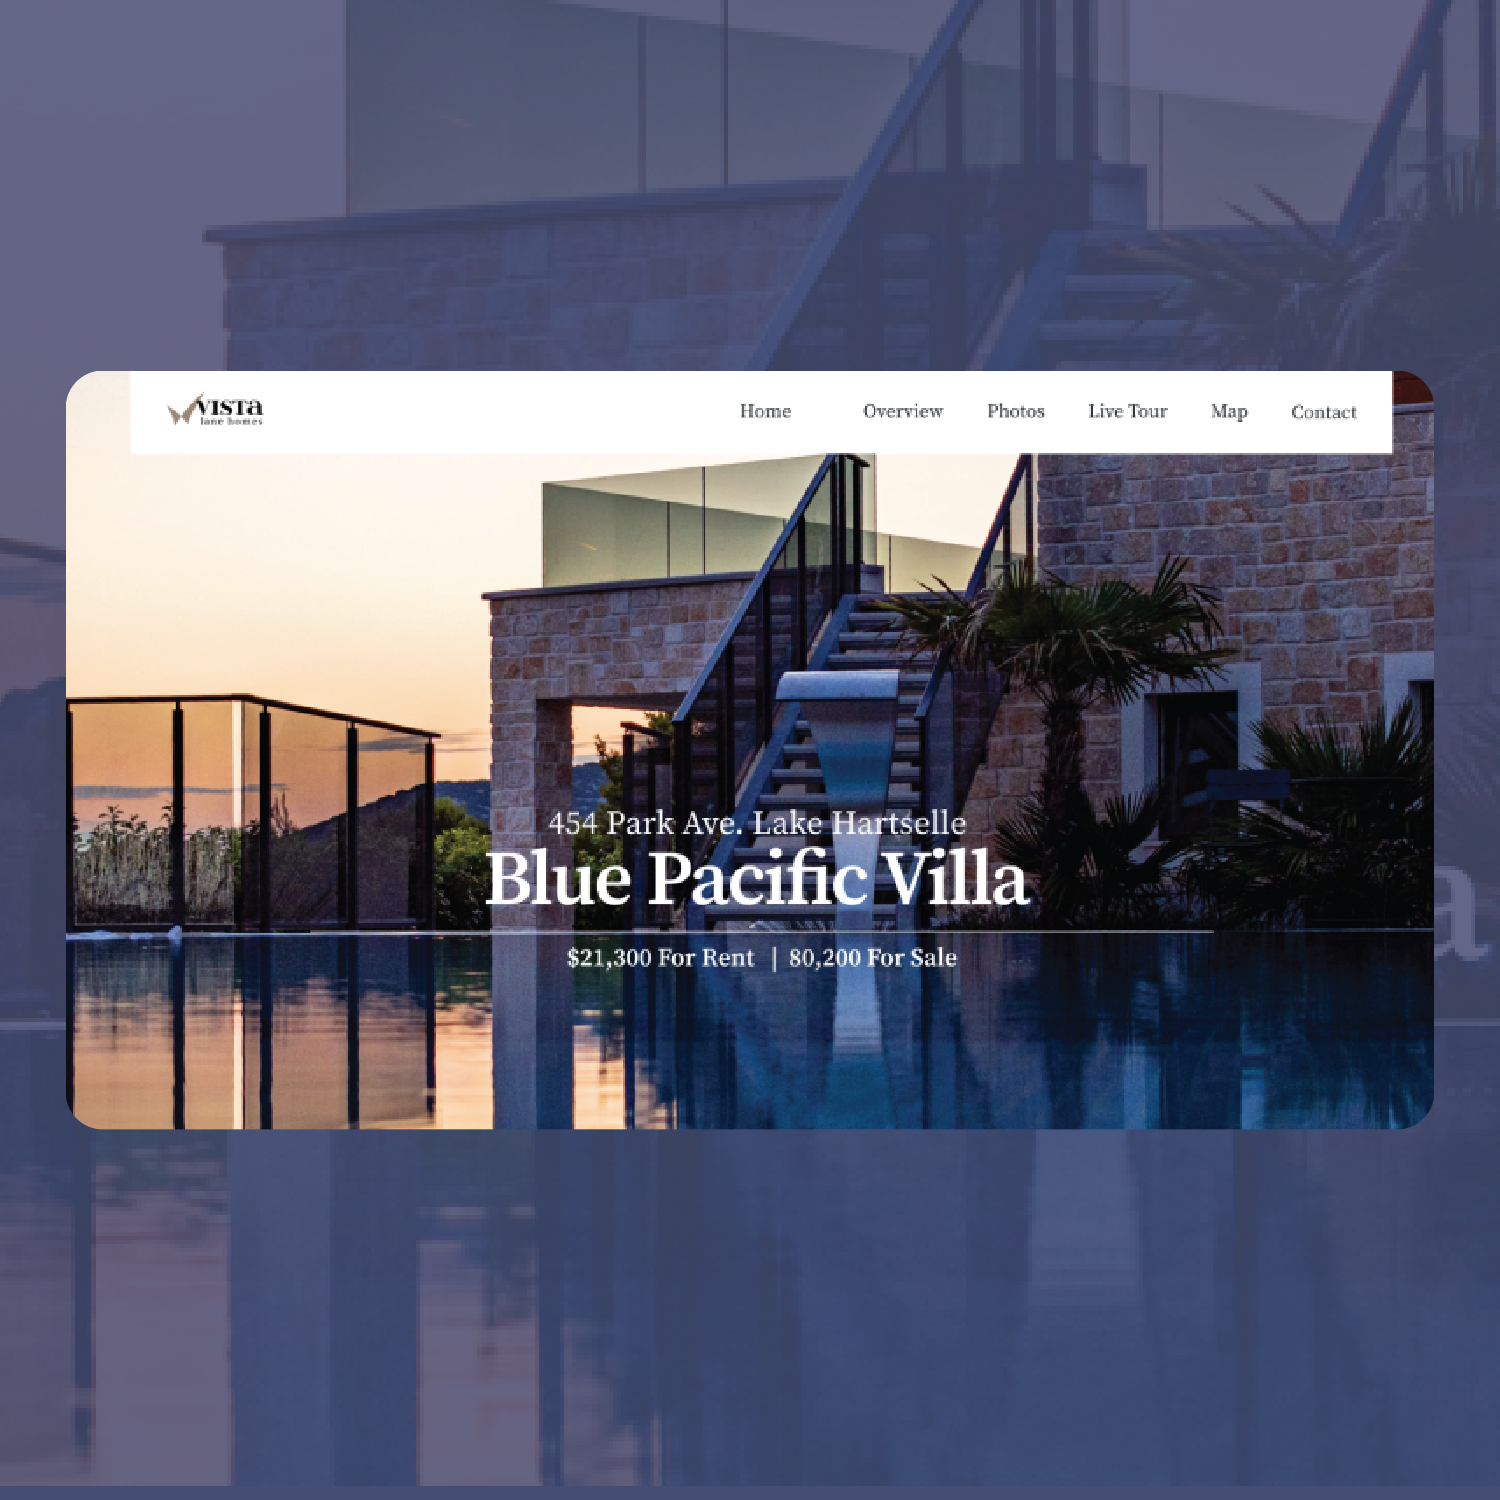 VISTA
lane homes
Home Overview Photos Live Tour Map Contact
454 Park Ave. Lake Hartselle
Blue Pacific Villa
$21,300 For Rent | 80,200 For Sale
a